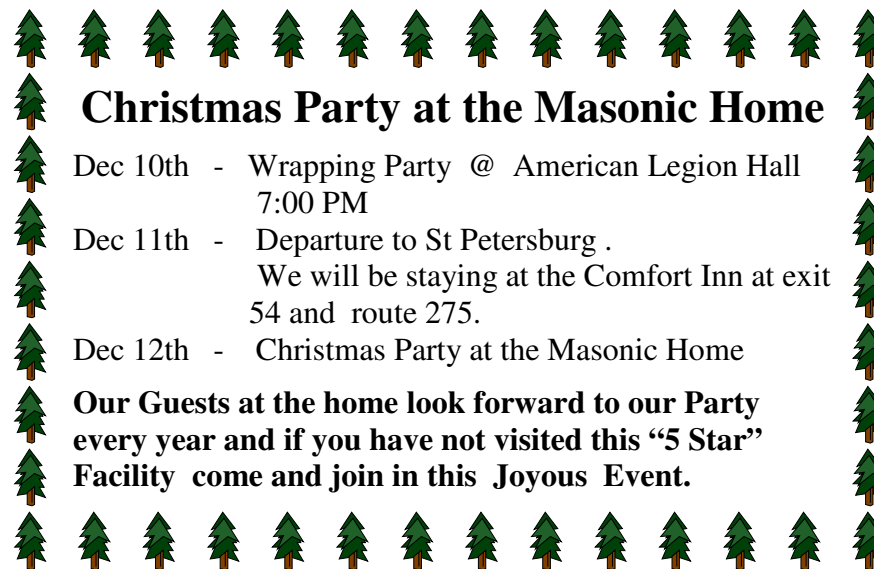 Christmas Party at the Masonic Home
Dec 10th - Wrapping Party @ American Legion Hall
7:00 PM
Dec 11th - Departure to St Petersburg .
We will be staying at the Comfort Inn at exit
54 and route 275.
Dec 12th - Christmas Party at the Masonic Home
Our Guests at the home look forward to our Party
every year and if you have not visited this “5 Star”
Facility come and join in this Joyous Event.